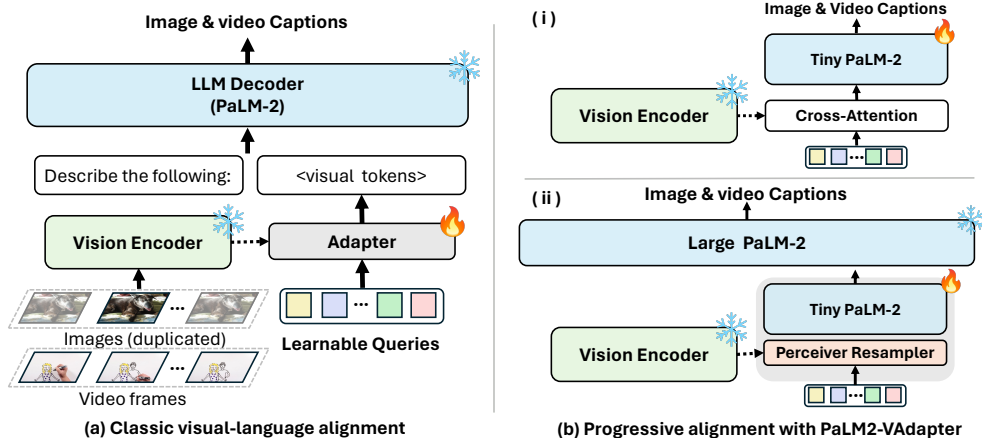 Image & video Captions
LLM Decoder
(PaLM-2)
Describe the following:
<visual tokens>
Vision Encoder
Adapter
Images (duplicated)
Learnable Queries
Video frames
(a) Classic visual-language alignment
( i )
Image & Video Captions
Tiny PaLM-2
Vision Encoder
Cross-Attention
( ii )
Image & video Captions
Large PaLM-2
Tiny PaLM-2
Vision Encoder
Perceiver Resampler
(b) Progressive alignment with PaLM2-VAdapter